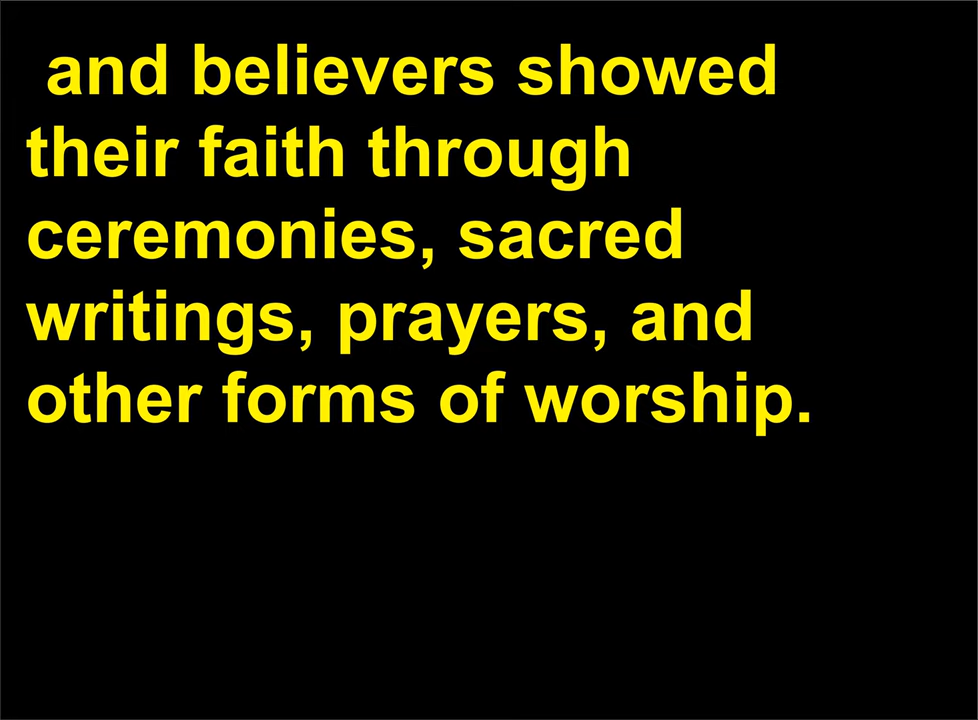 and believers showed
their faith through
ceremonies, sacred
writings, prayers, and
other forms of worship.